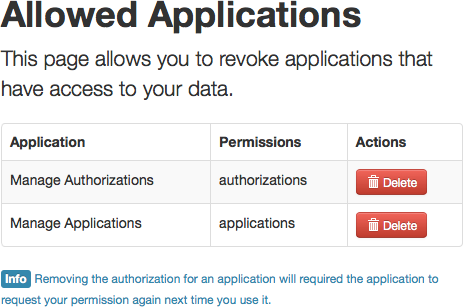 Allowed Applications
This page allows you to revoke applications that
have access to your data.
Application Permissions Actions
Manage Authorizations authorizations Delete
Manage Applications applications Delete
Info Removing the authorization for an application will required the application to
request your permission again next time you use it.